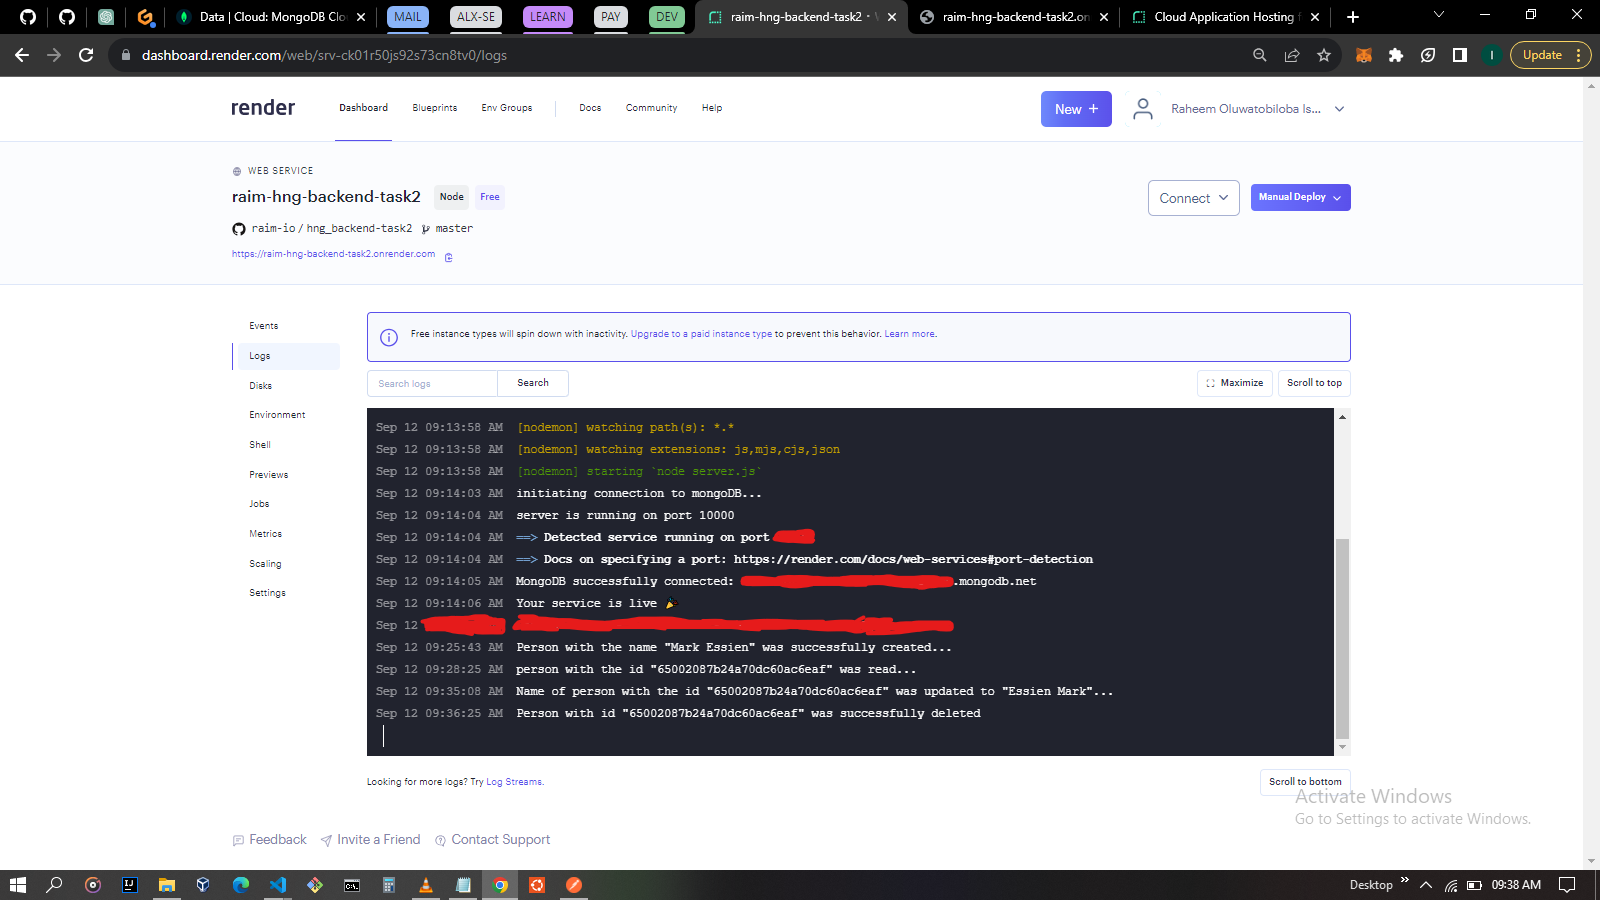 Data | Cloud: MongoDB Clo
MAIL
ALX-SE
LEARN
PAY
DEV
raim-hng-backend-task2 · W
raim-hng-backend-task2.on
Cloud Application Hosting f
dashboard.render.com/web/srv-ck01r50js92s73cn8tv0/logs
I
Update
render
Dashboard
Blueprints
Env Groups
Docs
Community
Help
New +
Raheem Oluwatobiloba Is...
WEB SERVICE
raim-hng-backend-task2
Node
Free
Connect
Manual Deploy
raim-io / hng_backend-task2
master
https://raim-hng-backend-task2.onrender.com
Events
Logs
Disks
Environment
Shell
Previews
Jobs
Metrics
Scaling
Settings
Free instance types will spin down with inactivity. Upgrade to a paid instance type to prevent this behavior. Learn more.
Search logs
Search
Maximize
Scroll to top
Sep 12 09:13:58 AM [nodemon] watching path(s): *.*
Sep 12 09:13:58 AM [nodemon] watching extensions: js,mjs,cjs,json
Sep 12 09:13:58 AM [nodemon] starting `node server.js`
Sep 12 09:14:03 AM initiating connection to mongoDB...
Sep 12 09:14:04 AM server is running on port 10000
Sep 12 09:14:04 AM ==> Detected service running on port
Sep 12 09:14:04 AM ==> Docs on specifying a port: https://render.com/docs/web-services#port-detection
Sep 12 09:14:05 AM MongoDB successfully connected: .mongodb.net
Sep 12 09:14:06 AM Your service is live 🎉
Sep 12
Sep 12 09:25:43 AM Person with the name "Mark Essien" was successfully created...
Sep 12 09:28:25 AM person with the id "65002087b24a70dc60ac6eaf" was read...
Sep 12 09:35:08 AM Name of person with the id "65002087b24a70dc60ac6eaf" was updated to "Essien Mark"...
Sep 12 09:36:25 AM Person with id "65002087b24a70dc60ac6eaf" was successfully deleted
Looking for more logs? Try Log Streams.
Scroll to bottom
Activate Windows
Go to Settings to activate Windows.
Feedback
Invite a Friend
Contact Support
Desktop
09:38 AM